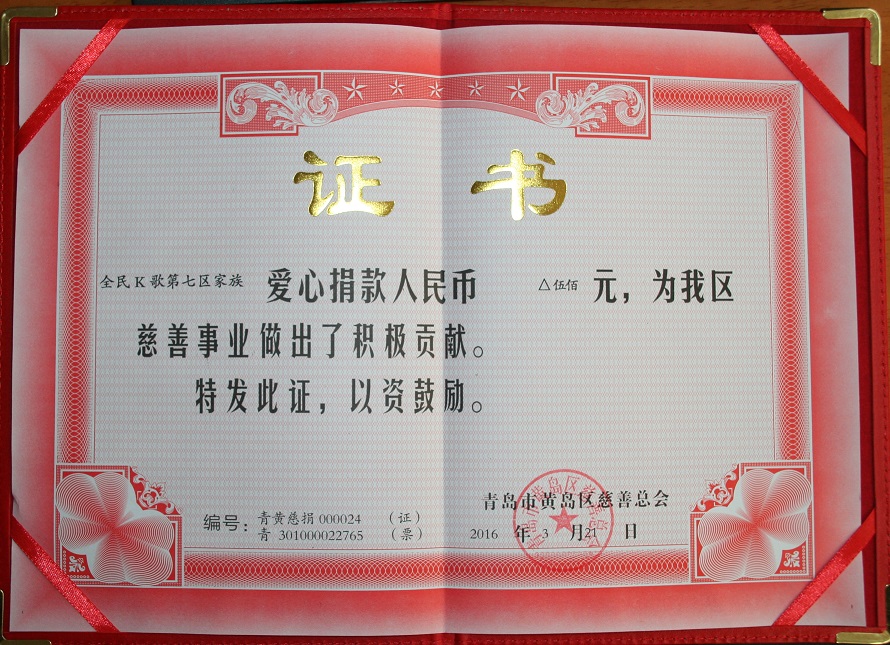 证 书
全民K歌第七区家族 爱心捐款人民币 △伍佰 元，为我区
慈善事业做出了积极贡献。
特发此证，以资鼓励。
青岛市黄岛区慈善总会
编号：青黄慈捐 000024 （证）
青 301000022765 （票）
2016 年 3 月 21 日